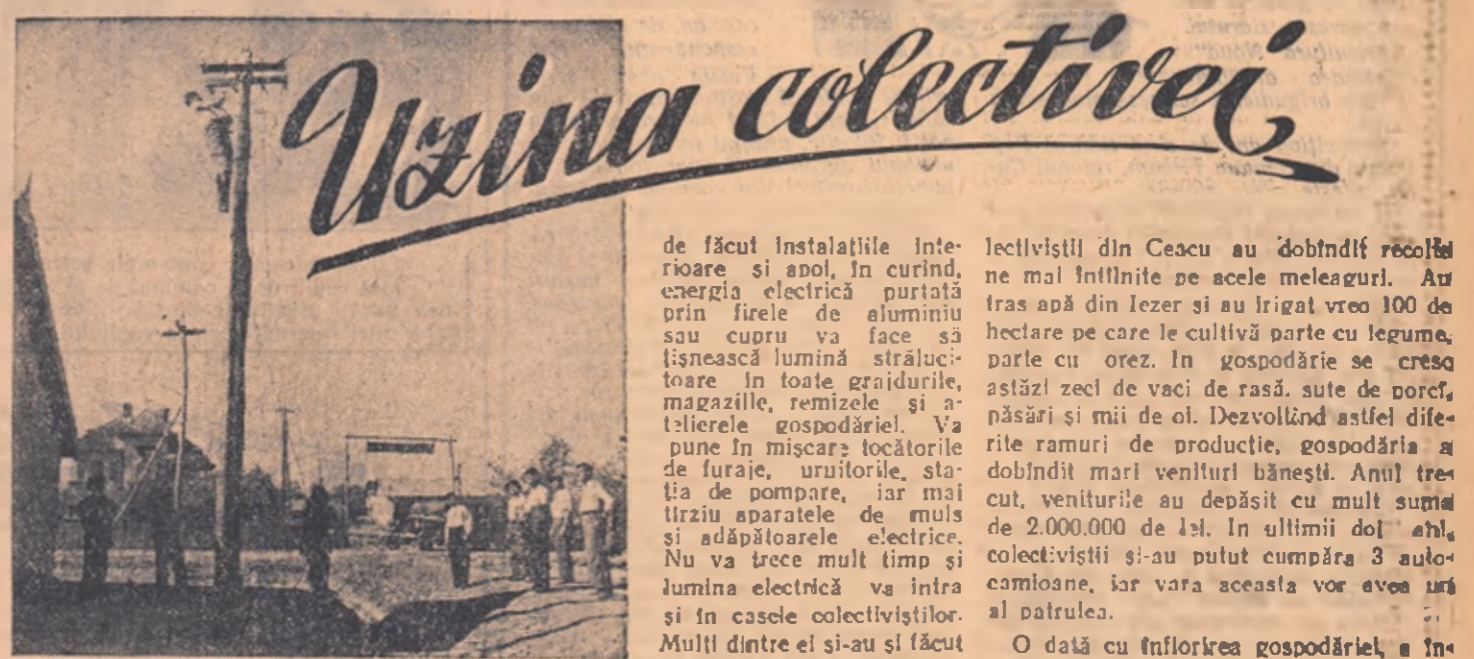 Uzina colectivei
de făcut instalațiile inte-
rioare și apoi, în curînd,
energia electrică purtată
prin firele de aluminiu
sau cupru va face să
țișnească lumină străluci-
toare în toate grajdurile,
magaziile, remizele și a-
telierele gospodăriei. Va
pune în mișcare tocătorile
de furaje, uruitorile, sta-
ția de pompare, iar mai
tîrziu aparatele de muls
și adăpătoarele electrice.
Nu va trece mult timp și
lumina electrică va intra
și în casele colectiviștilor.
Mulți dintre ei și-au și făcut
lectiviștii din Ceacu au dobîndit recolte
ne mai întîlnite pe acele meleaguri. Au
tras apă din Iezer și au irigat vreo 100 de
hectare pe care le cultivă parte cu legume,
parte cu orez. In gospodărie se cresc
astăzi zeci de vaci de rasă, sute de porci,
păsări și mii de oi. Dezvoltînd astfel dife-
rite ramuri de producție, gospodăria a
dobîndit mari venituri bănești. Anul tre-
cut, veniturile au depășit cu mult suma
de 2.000.000 de lei. In ultimii doi ani,
colectiviștii și-au putut cumpăra 3 auto-
camioane, iar vara aceasta vor avea
al patrulea.
O dată cu înflorirea gospodăriei, a în-